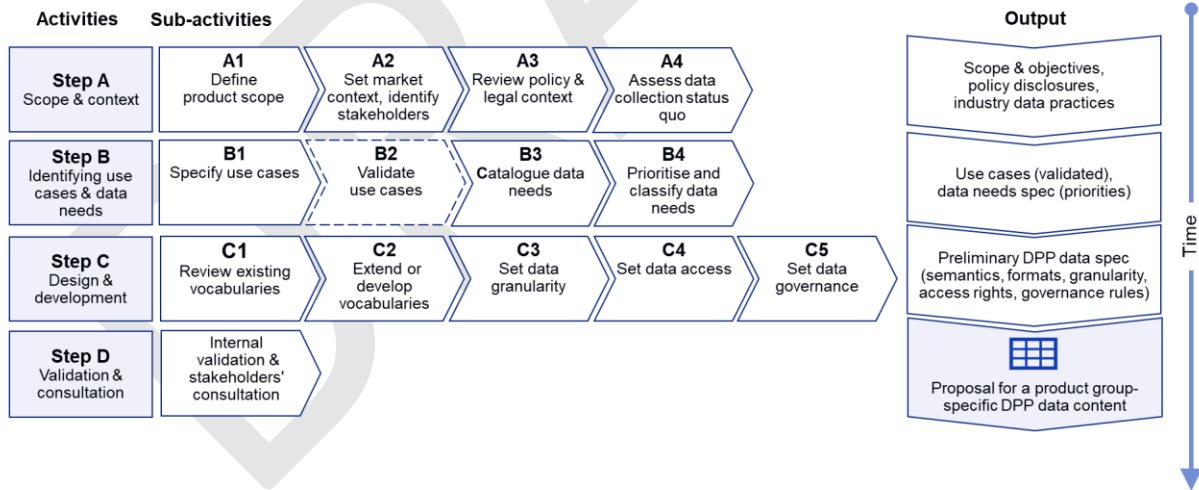 Activities
Sub-activities
Output
Step A
Scope & context
A1
Define
product scope
A2
Set market
context, identify
stakeholders
A3
Review policy &
legal context
A4
Assess data
collection status
quo
Scope & objectives,
policy disclosures,
industry data practices
Step B
Identifying use
cases & data
needs
B1
Specify use cases
B2
Validate
use cases
B3
Catalogue data
needs
B4
Prioritise and
classify data
needs
Use cases (validated),
data needs spec (priorities)
Step C
Design &
development
C1
Review existing
vocabularies
C2
Extend or
develop
vocabularies
C3
Set data
granularity
C4
Set data access
C5
Set data
governance
Preliminary DPP data spec
(semantics, formats, granularity,
access rights, governance rules)
Step D
Validation &
consultation
Internal
validation &
stakeholders'
consultation
Proposal for a product group-
specific DPP data content
Time